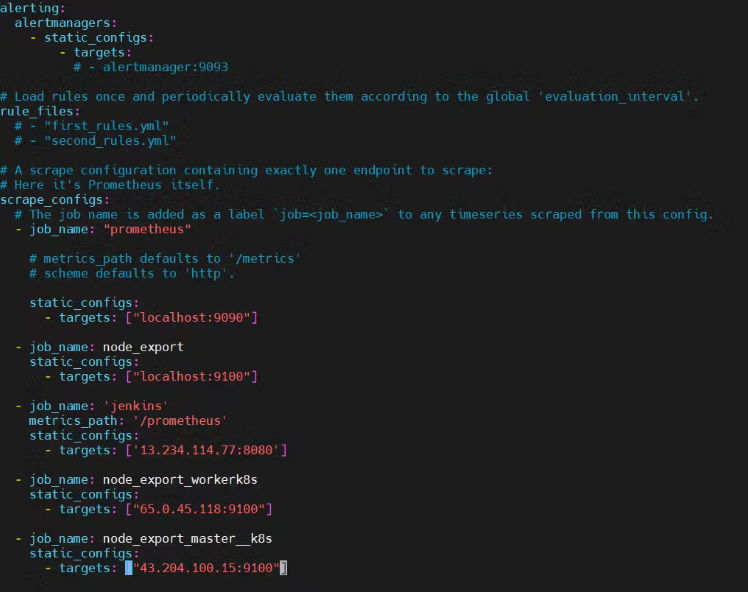 alerting:
  alertmanagers:
    - static_configs:
        - targets:
          # - alertmanager:9093

# Load rules once and periodically evaluate them according to the global 'evaluation_interval'.
rule_files:
  # - "first_rules.yml"
  # - "second_rules.yml"

# A scrape configuration containing exactly one endpoint to scrape:
# Here it's Prometheus itself.
scrape_configs:
  # The job name is added as a label `job=<job_name>` to any timeseries scraped from this config.
  - job_name: "prometheus"

    # metrics_path defaults to '/metrics'
    # scheme defaults to 'http'.

    static_configs:
      - targets: ["localhost:9090"]

  - job_name: node_export
    static_configs:
      - targets: ["localhost:9100"]

  - job_name: 'jenkins'
    metrics_path: '/prometheus'
    static_configs:
      - targets: ['13.234.114.77:8080']

  - job_name: node_export_workerk8s
    static_configs:
      - targets: ["65.0.45.118:9100"]

  - job_name: node_export_master__k8s
    static_configs:
      - targets: ["43.204.100.15:9100"]